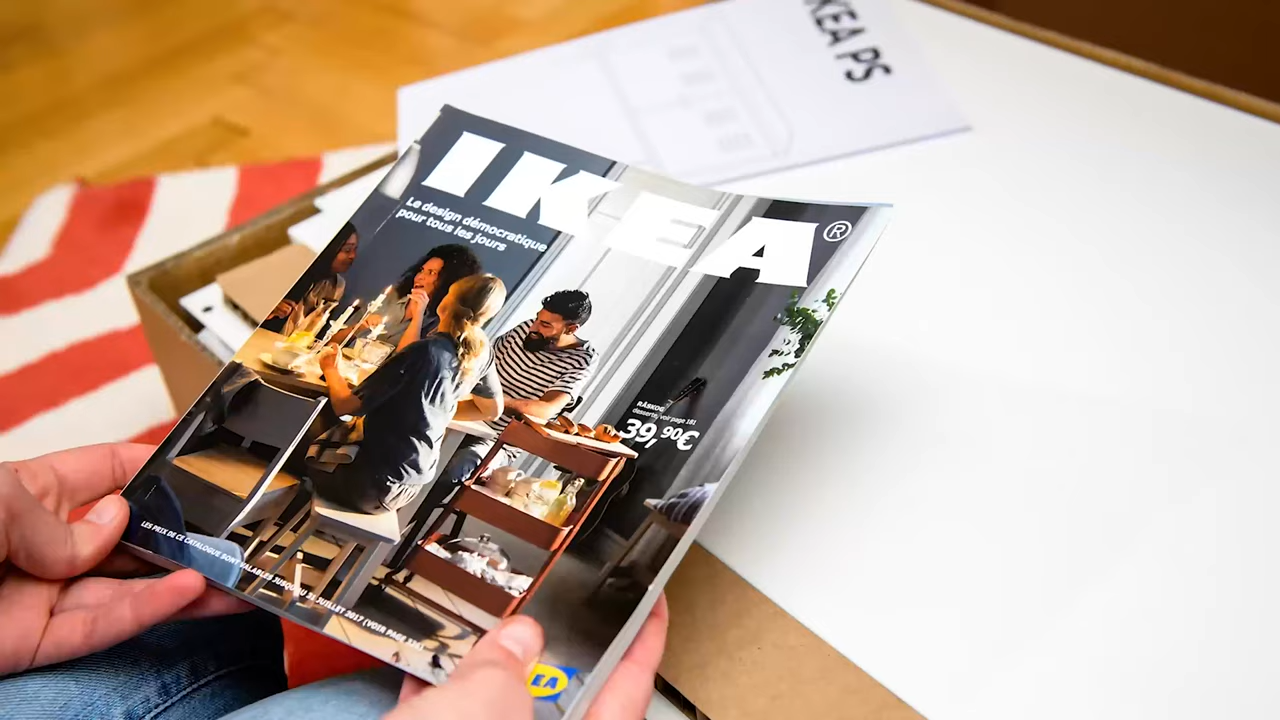 IKEA PS
IKEA®
Le design démocratique
pour tous les jours
RÅSKOG
desserte, voir page 181
39,90€
LES PRIX DE CE CATALOGUE SONT VALABLES JUSQU'AU 31 JUILLET 2017 (VOIR PAGE
EA